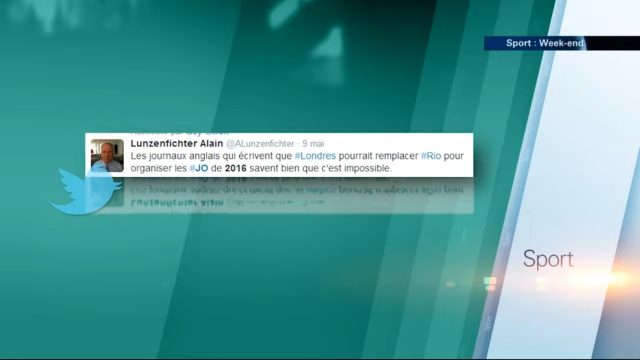 Sport : Week-end
Lunzenfichter Alain @ALunzenfichter · 9 mai
Les journaux anglais qui écrivent que #Londres pourrait remplacer #Rio pour
organiser les #JO de 2016 savent bien que c'est impossible.
Sport